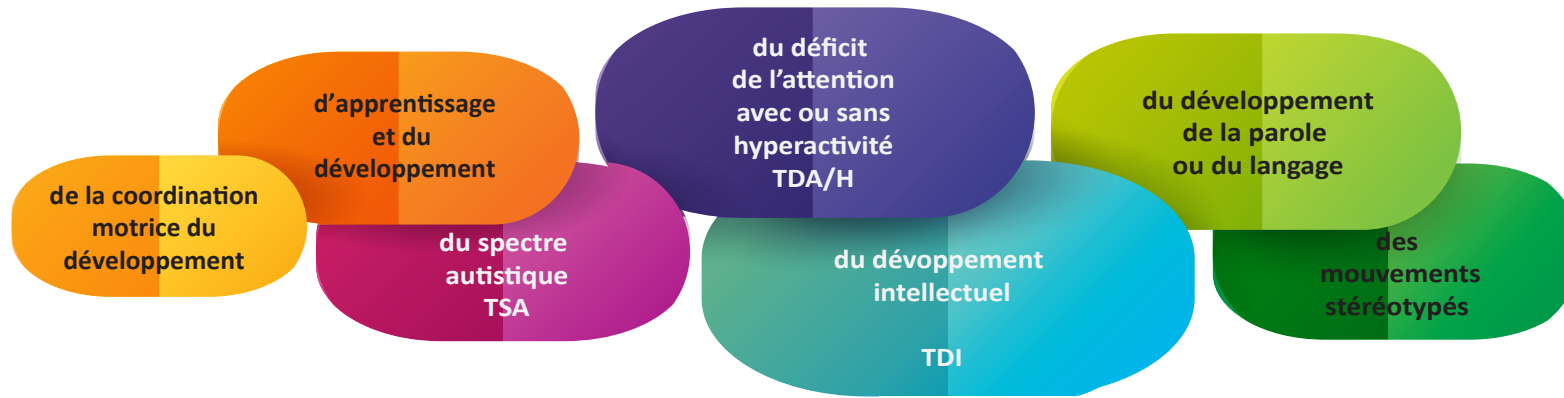 de la coordination
motrice du
développement
d'apprentissage
et du
développement
du spectre
autistique
TSA
du déficit
de l'attention
avec ou sans
hyperactivité
TDA/H
du dévoppement
intellectuel
TDI
du développement
de la parole
ou du langage
des
mouvements
stéréotypés